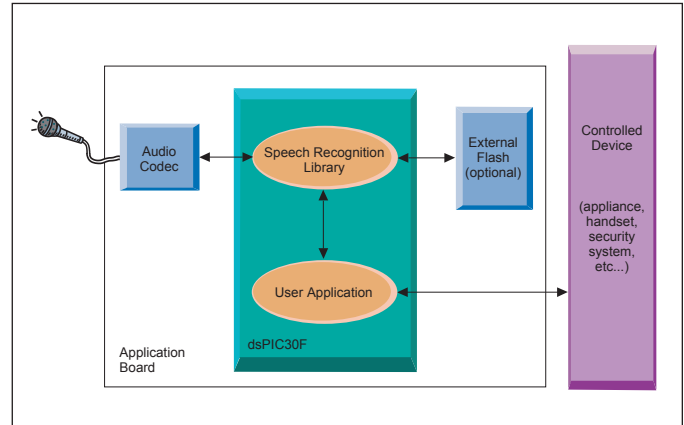 Audio
Codec
Speech Recognition
Library
External
Flash
(optional)
User Application
dsPIC30F
Application
Board
Controlled
Device
(appliance,
handset,
security
system,
etc...)